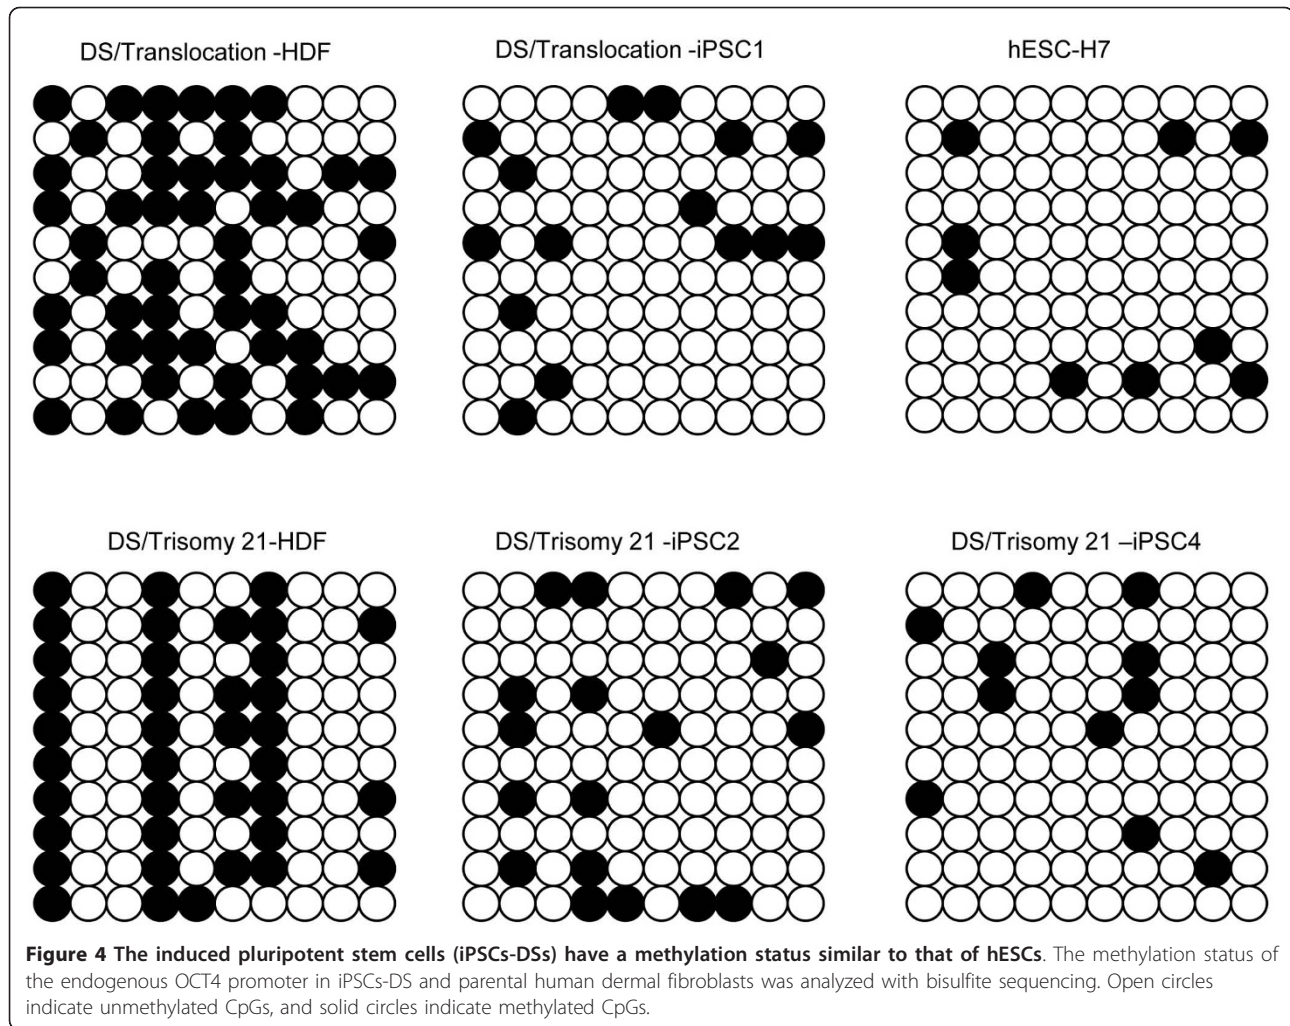 DS/Translocation -HDF
DS/Translocation -iPSC1
hESC-H7
DS/Trisomy 21-HDF
DS/Trisomy 21 -iPSC2
DS/Trisomy 21 –iPSC4
Figure 4 The induced pluripotent stem cells (iPSCs-DSs) have a methylation status similar to that of hESCs. The methylation status of
the endogenous OCT4 promoter in iPSCs-DS and parental human dermal fibroblasts was analyzed with bisulfite sequencing. Open circles
indicate unmethylated CpGs, and solid circles indicate methylated CpGs.